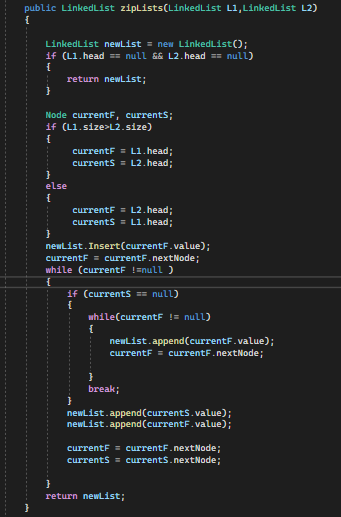 public LinkedList zipLists(LinkedList L1,LinkedList L2)
{
LinkedList newList = new LinkedList();
if (L1.head == null && L2.head == null)
{
return newList;
}
Node currentF, currentS;
if (L1.size>L2.size)
{
currentF = L1.head;
currentS = L2.head;
}
else
{
currentF = L2.head;
currentS = L1.head;
}
newList.Insert(currentF.value);
currentF = currentF.nextNode;
while (currentF !=null )
{
if (currentS == null)
{
while(currentF != null)
{
newList.append(currentF.value);
currentF = currentF.nextNode;
}
break;
}
newList.append(currentS.value);
newList.append(currentF.value);
currentF = currentF.nextNode;
currentS = currentS.nextNode;
}
return newList;
}